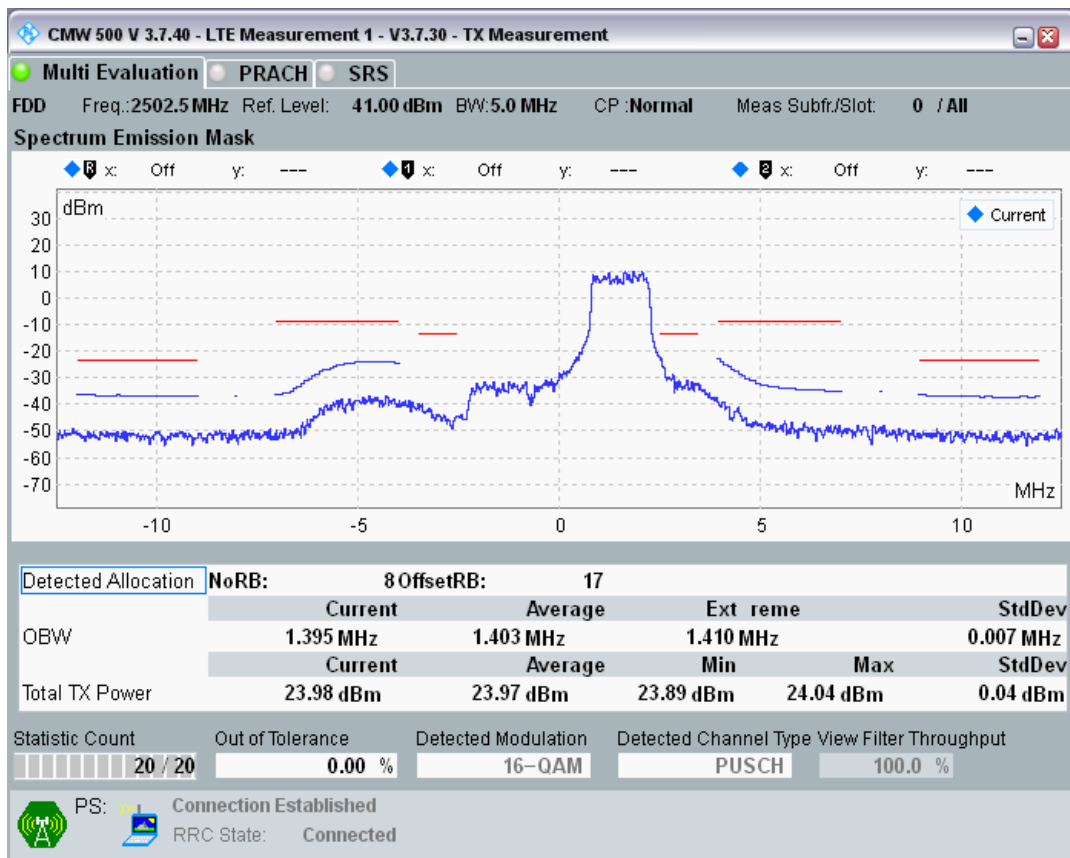 CMW 500 V 3.7.40 - LTE Measurement 1 - V3.7.30 - TX Measurement
Multi Evaluation PRACH SRS
FDD Freq.:2502.5 MHz Ref. Level: 41.00 dBm BW:5.0 MHz CP :Normal Meas Subfr./Slot: 0 / All
Spectrum Emission Mask
R x: Off y: --- 1 x: Off y: --- 2 x: Off y: ---
dBm
Current
30
20
10
0
-10
-20
-30
-40
-50
-60
-70
MHz
-10 -5 0 5 10
Detected Allocation NoRB: 8 OffsetRB: 17
Current Average Ext reme StdDev
OBW 1.395 MHz 1.403 MHz 1.410 MHz 0.007 MHz
Current Average Min Max StdDev
Total TX Power 23.98 dBm 23.97 dBm 23.89 dBm 24.04 dBm 0.04 dBm
Statistic Count Out of Tolerance Detected Modulation Detected Channel Type View Filter Throughput
20 / 20 0.00 % 16-QAM PUSCH 100.0 %
PS: Connection Established
RRC State: Connected